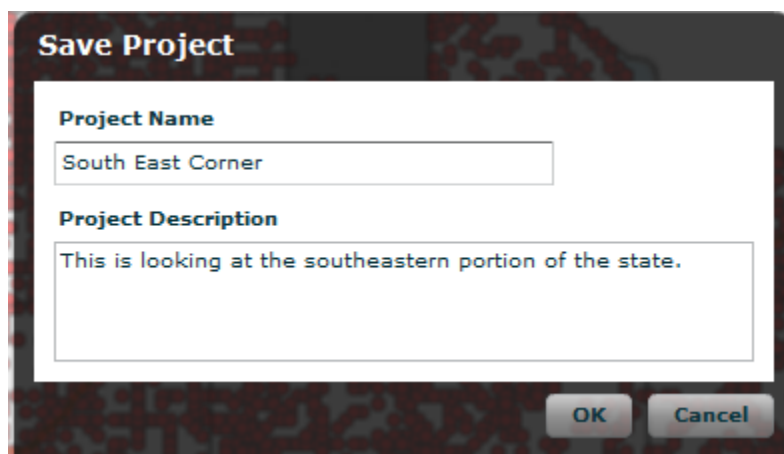 Save Project
Project Name
South East Corner
Project Description
This is looking at the southeastern portion of the state.
OK
Cancel